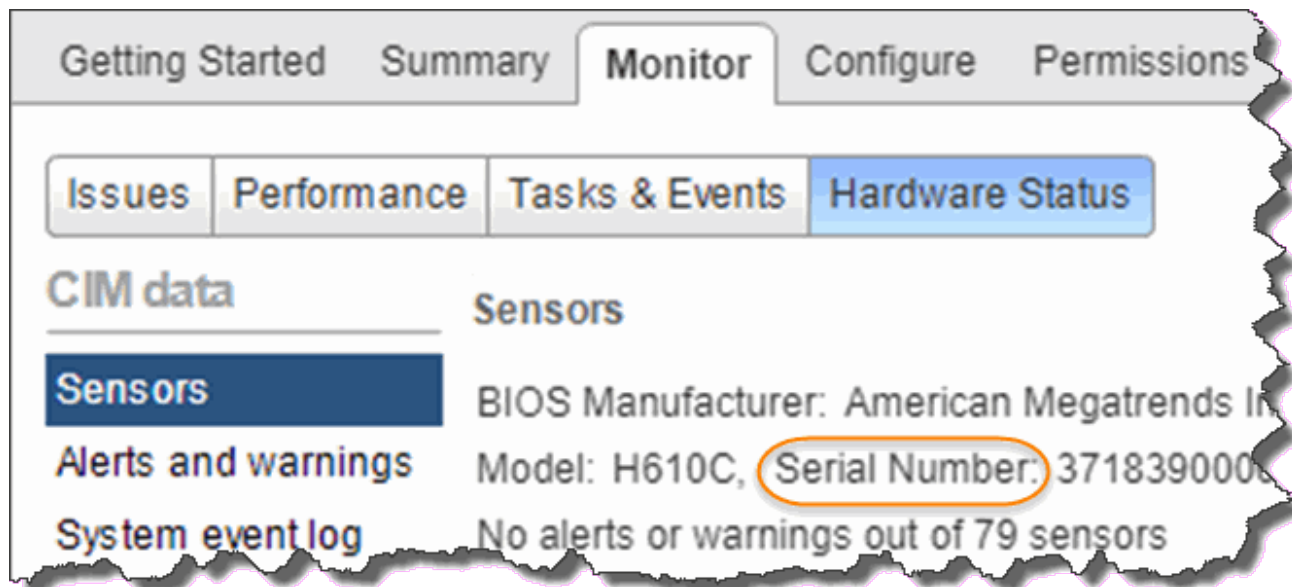 Getting Started Summary Monitor Configure Permissions
Issues Performance Tasks & Events Hardware Status
CIM data
Sensors
Sensors
Alerts and warnings
System event log
BIOS Manufacturer: American Megatrends
Model: H610C, Serial Number:
No alerts or warnings out of 79 sensors